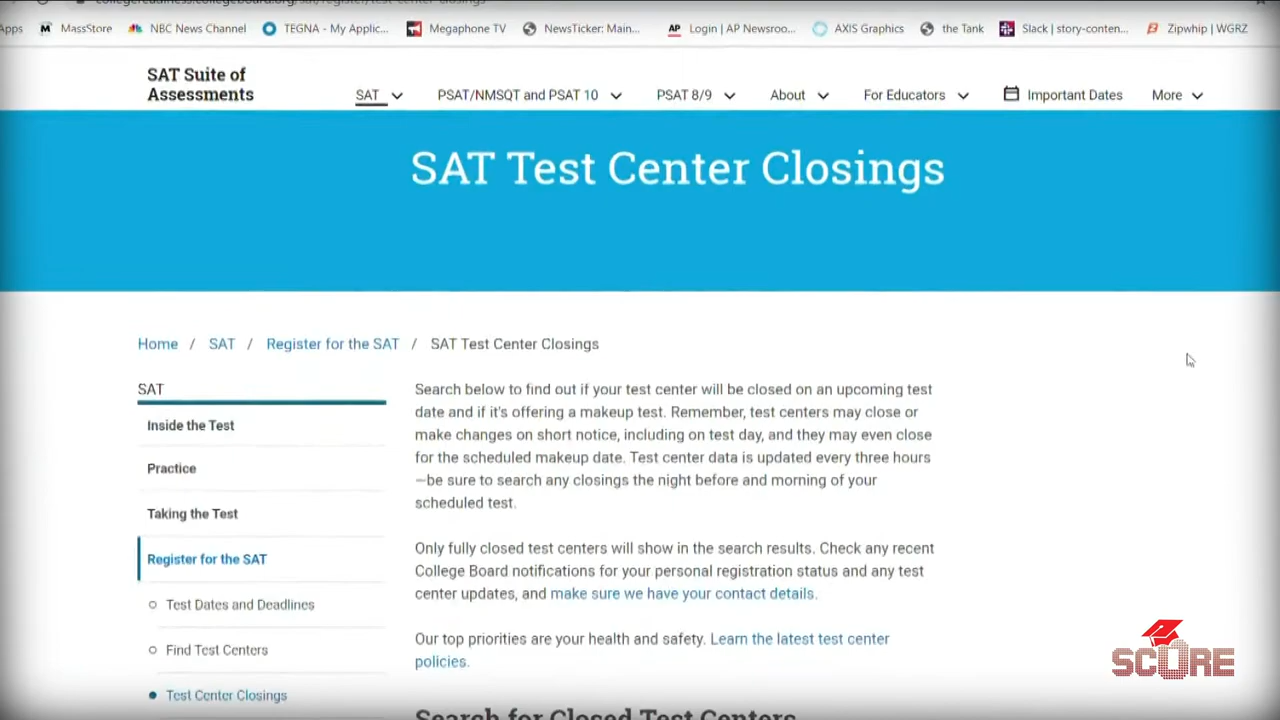 Apps MassStore NBC News Channel TEGNA - My Applic... Megaphone TV NewsTicker: Main... AP Login | AP Newsroo... AXIS Graphics the Tank Slack | story-conten... Zipwhip | WGRZ
SAT Suite of
Assessments
SAT PSAT/NMSQT and PSAT 10 PSAT 8/9 About For Educators Important Dates More
SAT Test Center Closings
Home / SAT / Register for the SAT / SAT Test Center Closings
SAT
Inside the Test
Practice
Taking the Test
Register for the SAT
Test Dates and Deadlines
Find Test Centers
Test Center Closings
Search below to find out if your test center will be closed on an upcoming test
date and if it's offering a makeup test. Remember, test centers may close or
make changes on short notice, including on test day, and they may even close
for the scheduled makeup date. Test center data is updated every three hours
—be sure to search any closings the night before and morning of your
scheduled test.
Only fully closed test centers will show in the search results. Check any recent
College Board notifications for your personal registration status and any test
center updates, and make sure we have your contact details.
Our top priorities are your health and safety. Learn the latest test center
policies.
Search for Closed Test Centers
SCORE